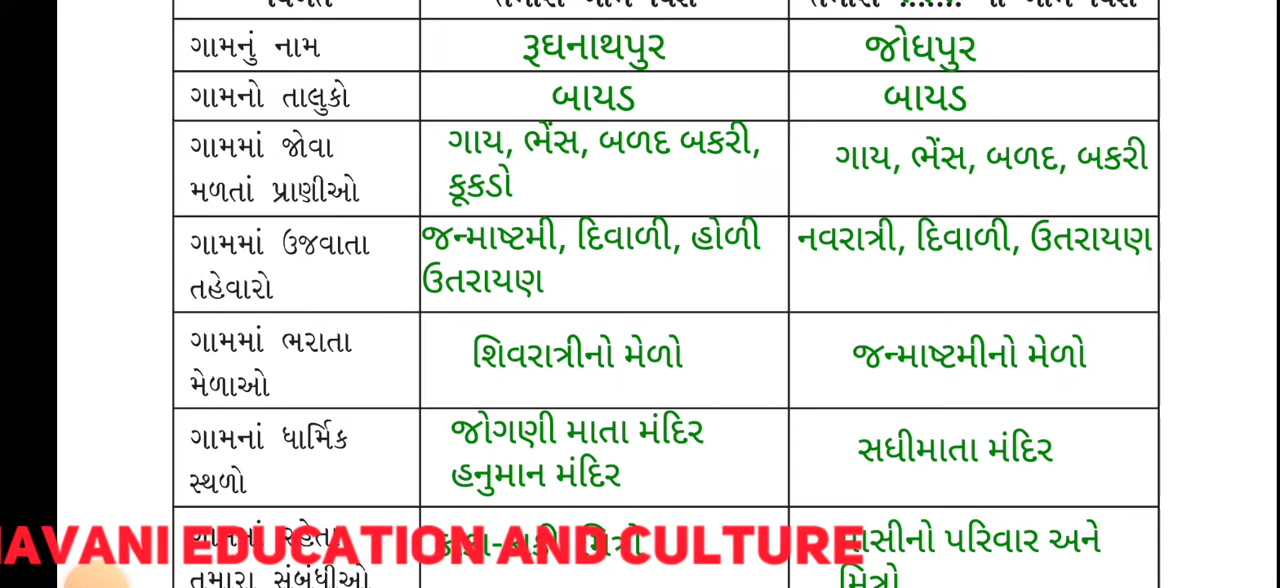 ગામનું નામ
રૂઘનાથપુર
જોધપુર
ગામનો તાલુકો
બાયડ
બાયડ
ગામમાં જોવા
મળતાં પ્રાણીઓ
ગાય, ભેંસ, બળદ બકરી,
કૂકડો
ગાય, ભેંસ, બળદ, બકરી
ગામમાં ઉજવાતા
તહેવારો
જન્માષ્ટમી, દિવાળી, હોળી
ઉતરાયણ
નવરાત્રી, દિવાળી, ઉતરાયણ
ગામમાં ભરાતા
મેળાઓ
શિવરાત્રીનો મેળો
જન્માષ્ટમીનો મેળો
ગામનાં ધાર્મિક
સ્થળો
જોગણી માતા મંદિર
હનુમાન મંદિર
સધીમાતા મંદિર
તમારા સંબંધીઓ
મિત્રો
પરિવાર અને
મિત્રો
AVANI EDUCATION AND CULTURE